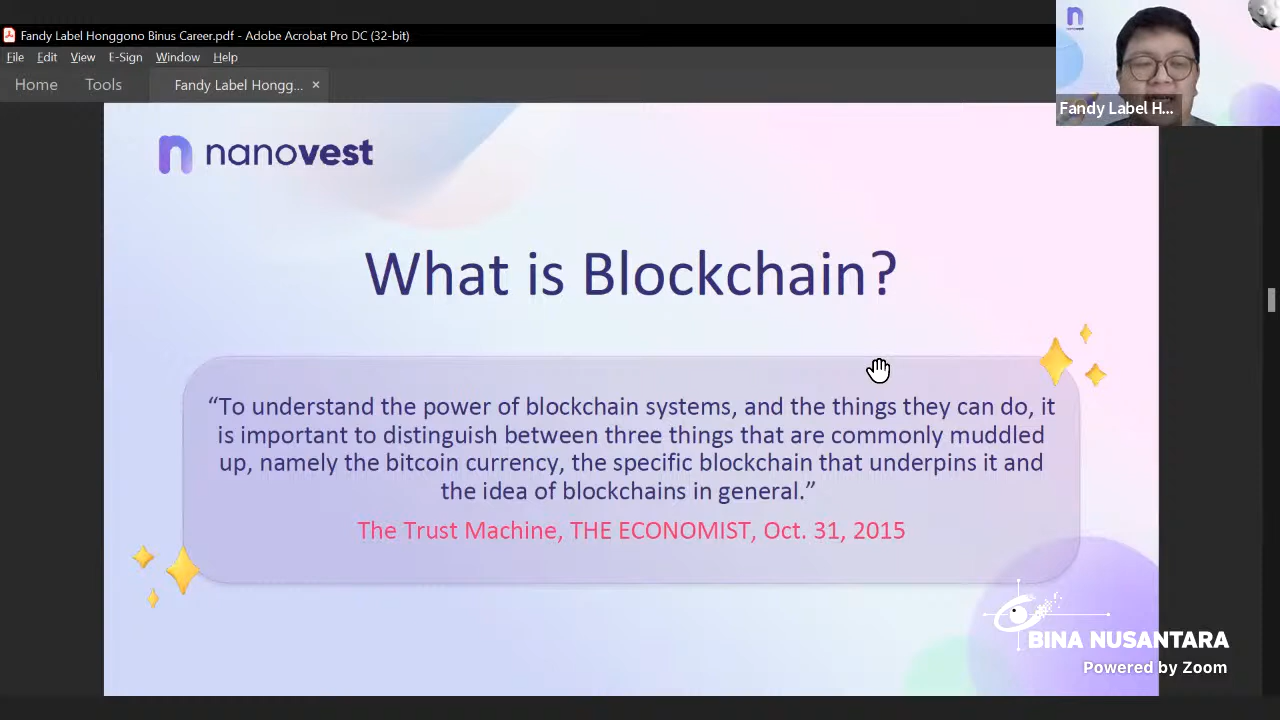 Fandy Label Honggono Binus Career.pdf - Adobe Acrobat Pro DC (32-bit)
File Edit View E-Sign Window Help
Home Tools Fandy Label Hongg... ×
Fandy Label H...
nanovest
What is Blockchain?
“To understand the power of blockchain systems, and the things they can do, it
is important to distinguish between three things that are commonly muddled
up, namely the bitcoin currency, the specific blockchain that underpins it and
the idea of blockchains in general.”
The Trust Machine, THE ECONOMIST, Oct. 31, 2015
BINA NUSANTARA
Powered by Zoom